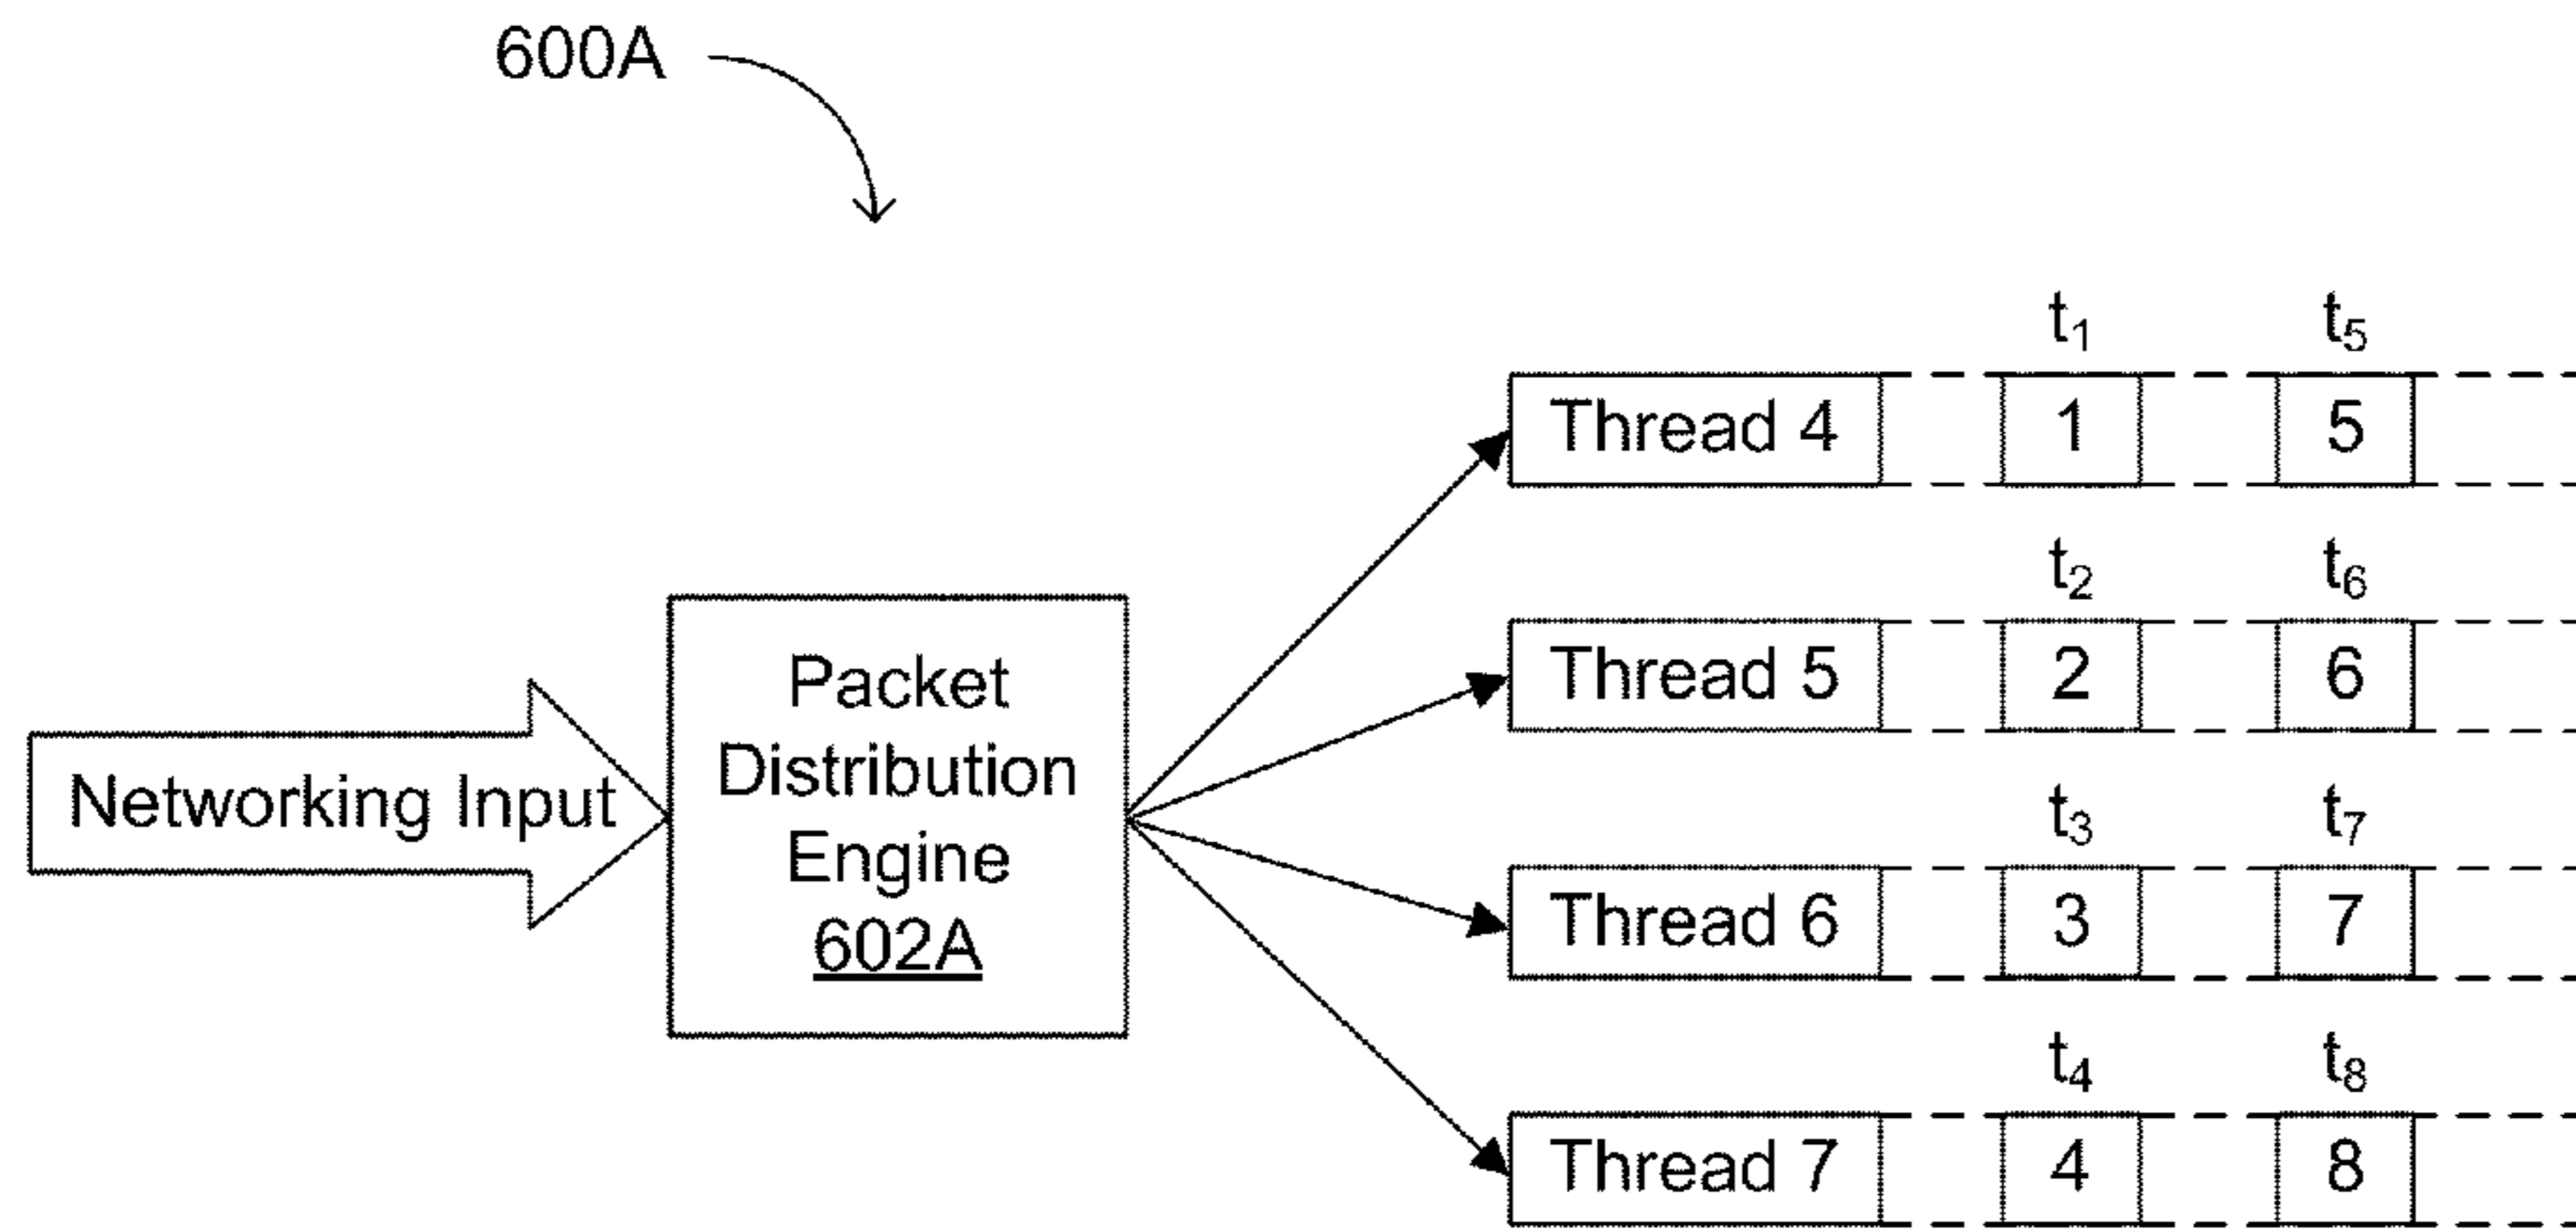 600A
t1 t5
Thread 4 1 5
t2 t6
Thread 5 2 6
Networking Input
Packet
Distribution
Engine
602A
t3 t7
Thread 6 3 7
t4 t8
Thread 7 4 8